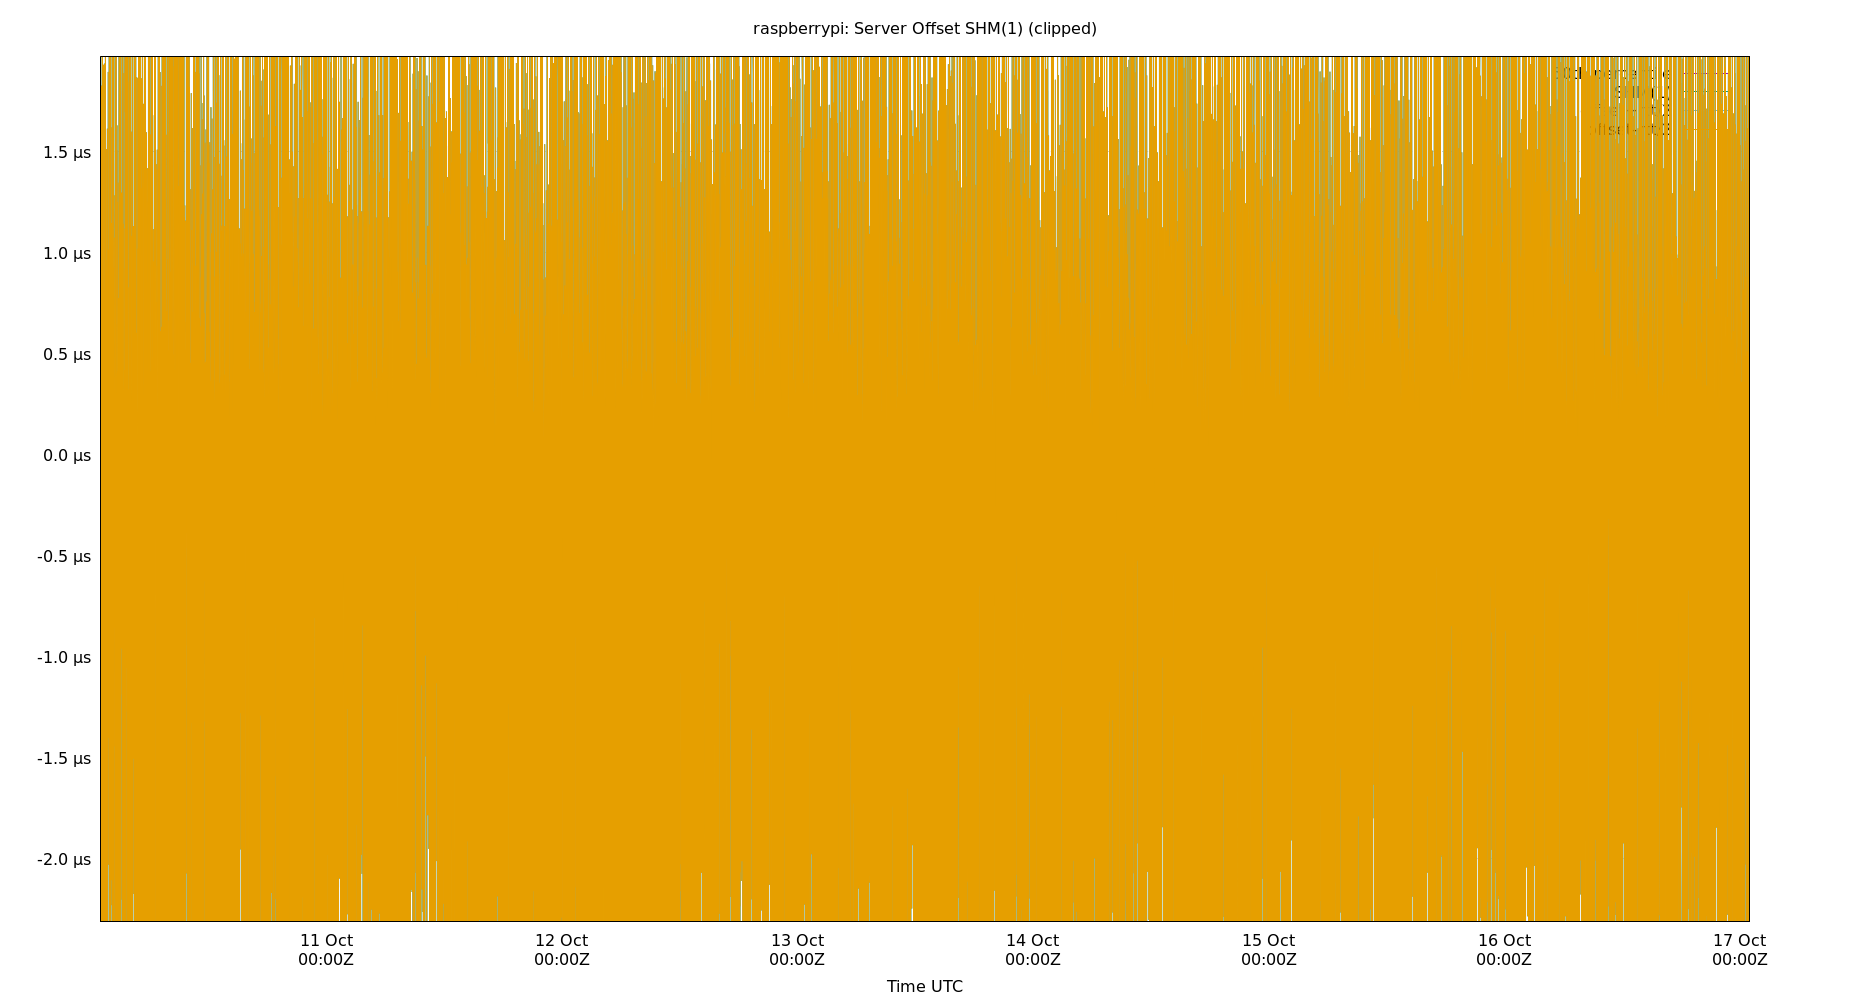 raspberrypi: Server Offset SHM(1) (clipped)
1.5 µs
1.0 µs
0.5 µs
0.0 µs
-0.5 µs
-1.0 µs
-1.5 µs
-2.0 µs
11 Oct 12 Oct 13 Oct 14 Oct 15 Oct 16 Oct 17 Oct
00:00Z 00:00Z 00:00Z 00:00Z 00:00Z 00:00Z 00:00Z
Time UTC